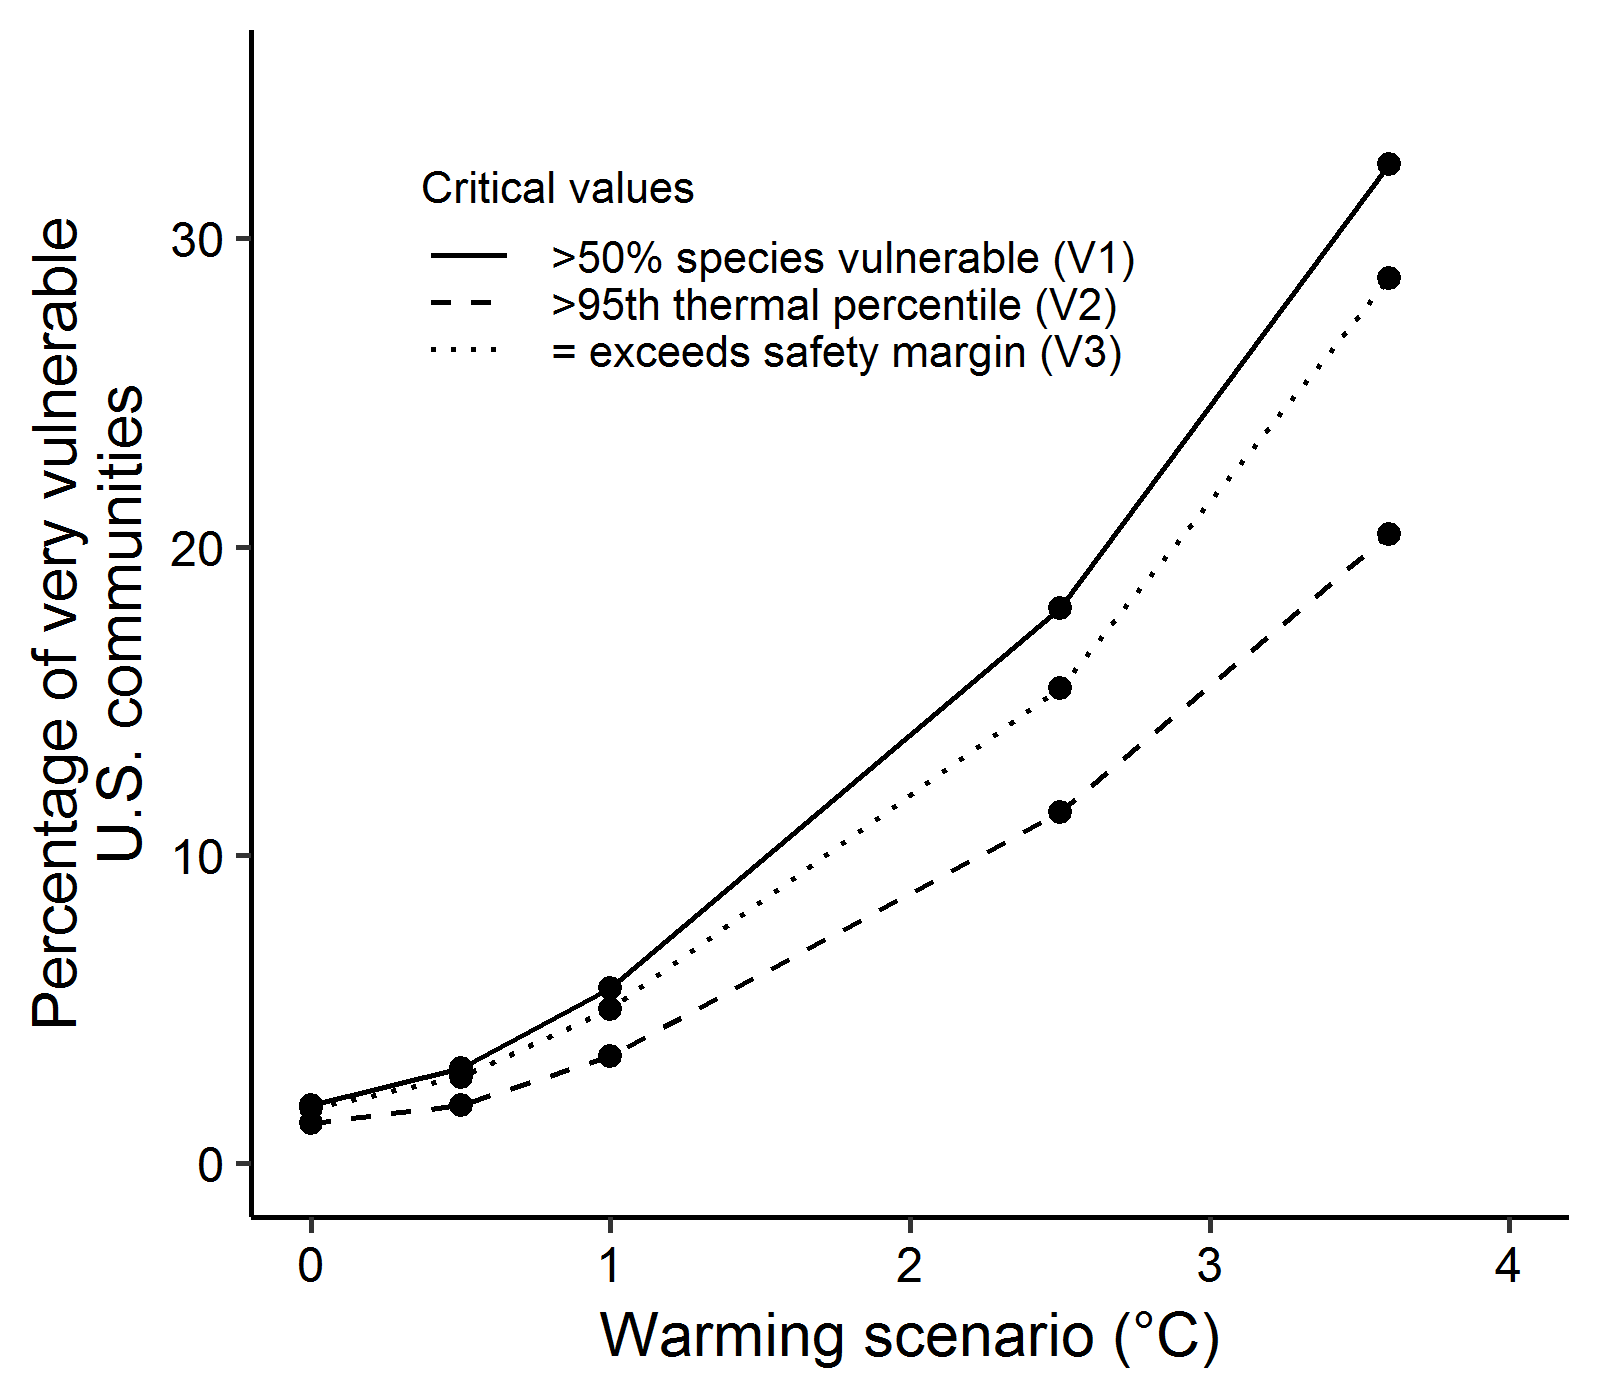 Percentage of very vulnerable
U.S. communities
30
20
10
0
Critical values
>50% species vulnerable (V1)
>95th thermal percentile (V2)
= exceeds safety margin (V3)
0 1 2 3 4
Warming scenario (°C)